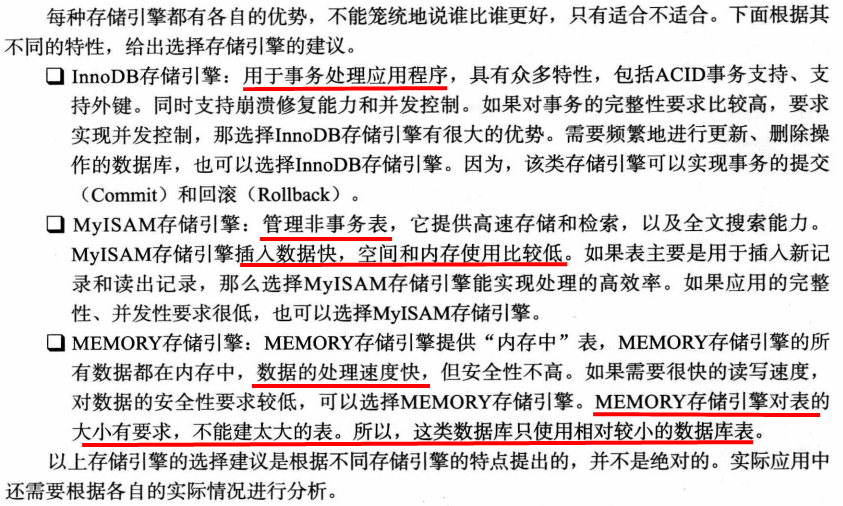 每种存储引擎都有各自的优势，不能笼统地说谁比谁更好，只有适合不适合。下面根据其
不同的特性，给出选择存储引擎的建议。
❑ InnoDB存储引擎：用于事务处理应用程序，具有众多特性，包括ACID事务支持、支
持外键。同时支持崩溃修复能力和并发控制。如果对事务的完整性要求比较高，要求
实现并发控制，那选择InnoDB存储引擎有很大的优势。需要频繁地进行更新、删除操
作的数据库，也可以选择InnoDB存储引擎。因为，该类存储引擎可以实现事务的提交
（Commit）和回滚（Rollback）。
❑ MyISAM存储引擎：管理非事务表，它提供高速存储和检索，以及全文搜索能力。
MyISAM存储引擎插入数据快，空间和内存使用比较低。如果表主要是用于插入新记
录和读出记录，那么选择MyISAM存储引擎能实现处理的高效率。如果应用的完整
性、并发性要求很低，也可以选择MyISAM存储引擎。
❑ MEMORY存储引擎：MEMORY存储引擎提供“内存中”表，MEMORY存储引擎的所
有数据都在内存中，数据的处理速度快，但安全性不高。如果需要很快的读写速度，
对数据的安全性要求较低，可以选择MEMORY存储引擎。MEMORY存储引擎对表的
大小有要求，不能建太大的表。所以，这类数据库只使用相对较小的数据库表。
以上存储引擎的选择建议是根据不同存储引擎的特点提出的，并不是绝对的。实际应用中
还需要根据各自的实际情况进行分析。